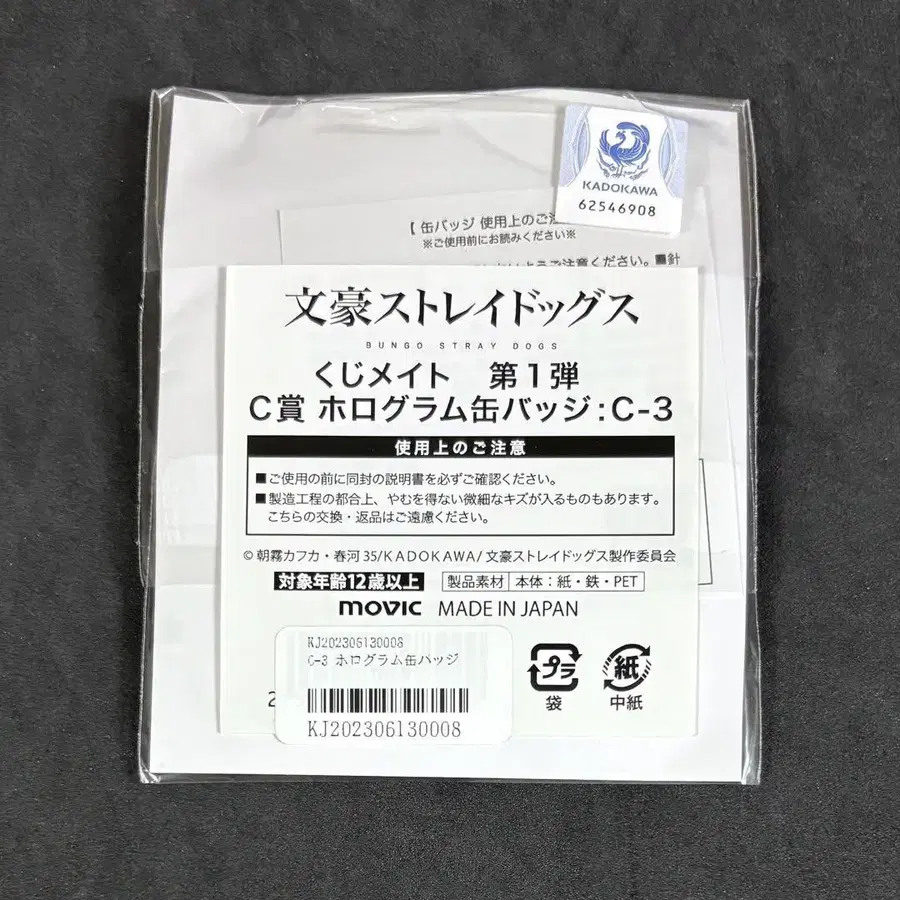 KADOKAWA
62546908
【 缶バッジ 使用上のご注
※ご使用前にお読みください※
ご注意ください。■針
文豪ストレイドッグス
BUNGO STRAY DOGS
くじメイト 第1弾
C賞 ホログラム缶バッジ:C-3
使用上のご注意
■ご使用の前に同封の説明書を必ずご確認ください。
■製造工程の都合上、やむを得ない微細なキズが入るものもあります。
こちらの交換・返品はご遠慮ください。
© 朝霧カフカ・春河35/KADOKAWA/文豪ストレイドッグス製作委員会
対象年齢12歳以上 製品素材 本体:紙・鉄・PET
movic MADE IN JAPAN
KJ202306130008
C-3 ホログラム缶バッジ
KJ202306130008
プラ
袋
紙
中紙